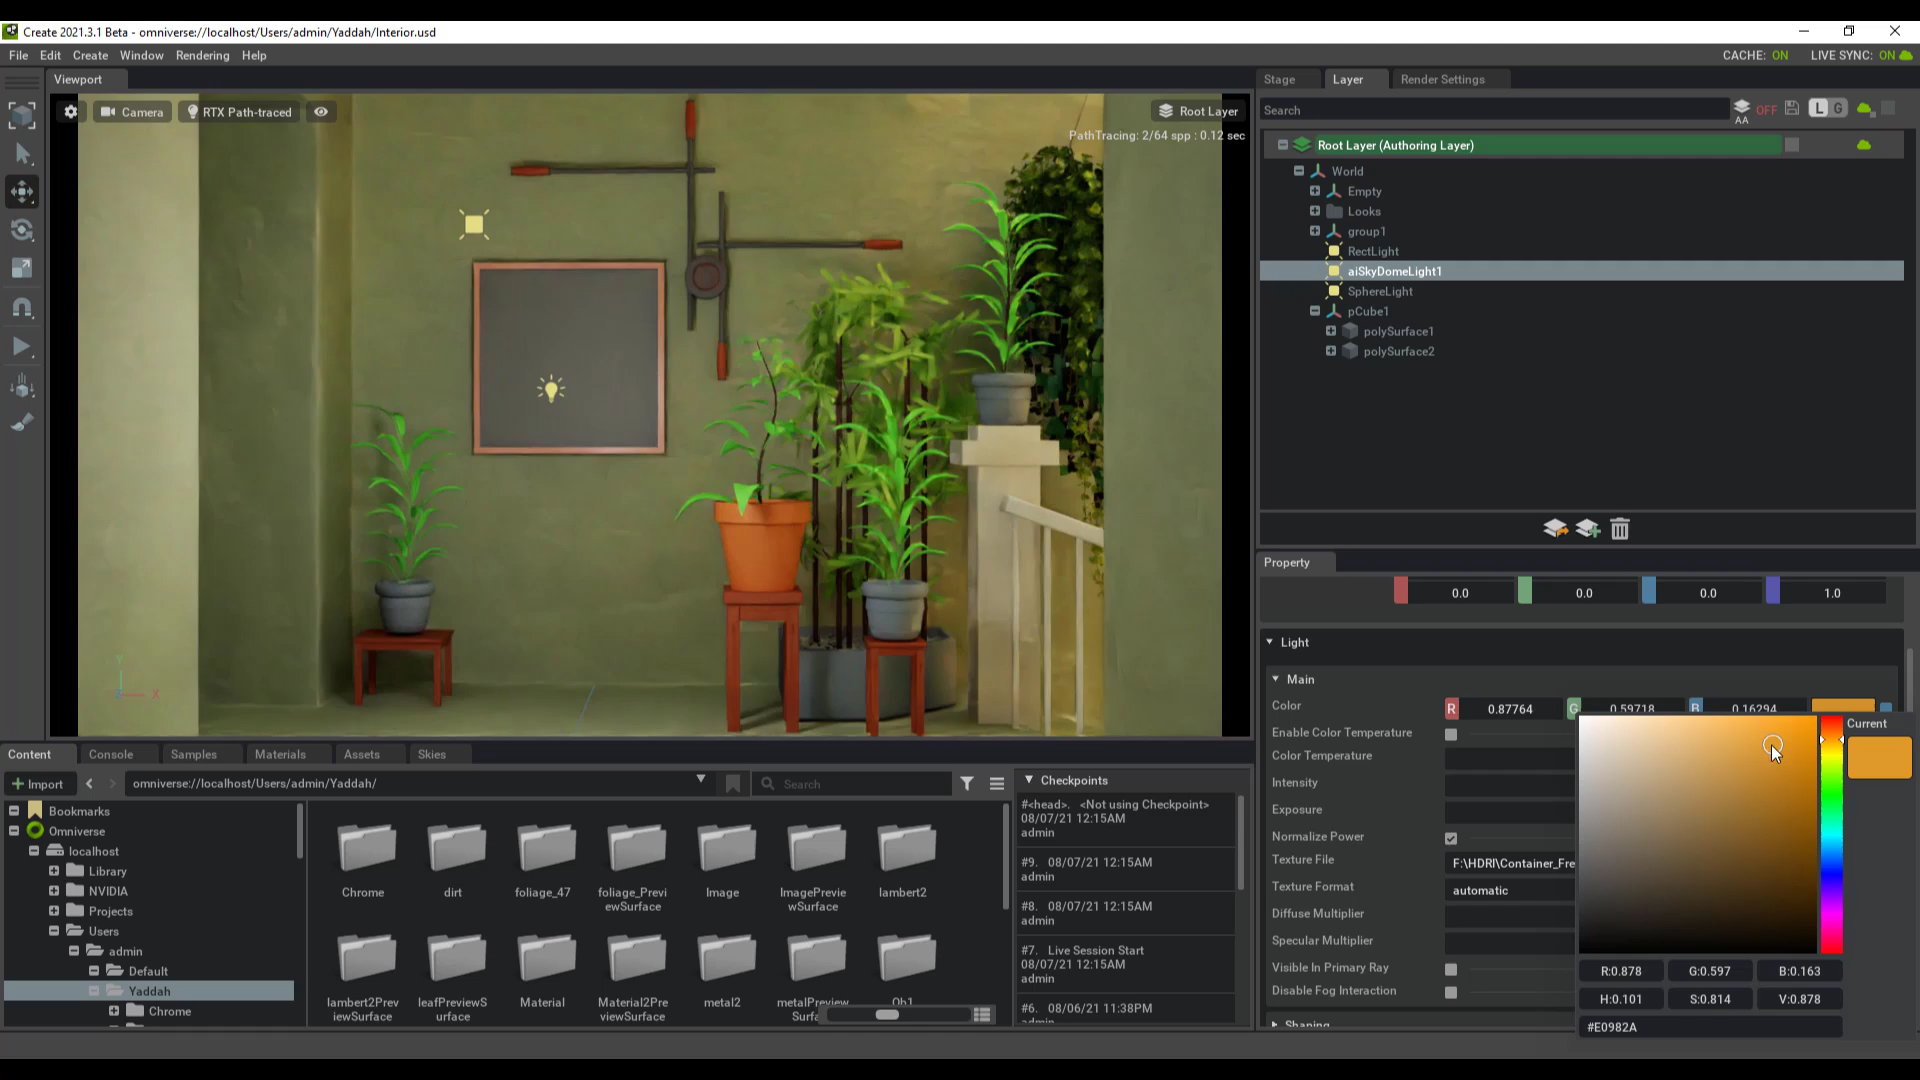 Create 2021.3.1 Beta - omniverse://localhost/Users/admin/Yaddah/Interior.usd
File Edit Create Window Rendering Help
CACHE: ON LIVE SYNC: ON
Viewport
Camera
RTX Path-traced
Root Layer
PathTracing: 2/64 spp : 0.12 sec
Y
X
Z
Stage Layer Render Settings
Search
AA
OFF
L G
Root Layer (Authoring Layer)
World
Empty
Looks
group1
RectLight
aiSkyDomeLight1
SphereLight
pCube1
polySurface1
polySurface2
Property
0.0 0.0 0.0 1.0
Light
Main
Color R 0.87764 G 0.59718 B 0.16294
Enable Color Temperature
Color Temperature
Intensity
Exposure
Normalize Power
Texture File F:\HDRI\Container_Fre
Texture Format automatic
Diffuse Multiplier
Specular Multiplier
Visible In Primary Ray
Disable Fog Interaction
Shaping
Current
R:0.878 G:0.597 B:0.163
H:0.101 S:0.814 V:0.878
#E0982A
Content Console Samples Materials Assets Skies
Import
omniverse://localhost/Users/admin/Yaddah/
Search
Bookmarks
Omniverse
localhost
Library
NVIDIA
Projects
Users
admin
Default
Yaddah
Chrome
Chrome
dirt
foliage_47
foliage_Previ
ewSurface
Image
ImagePrevie
wSurface
lambert2
lambert2Prev
iewSurface
leafPreviewS
urface
Material
Material2Pre
viewSurface
metal2
metalPreview
Surfa
Checkpoints
#<head>. <Not using Checkpoint>
08/07/21 12:15AM
admin
#9. 08/07/21 12:15AM
admin
#8. 08/07/21 12:15AM
admin
#7. Live Session Start
08/07/21 12:15AM
admin
#6. 08/06/21 11:38PM
admin